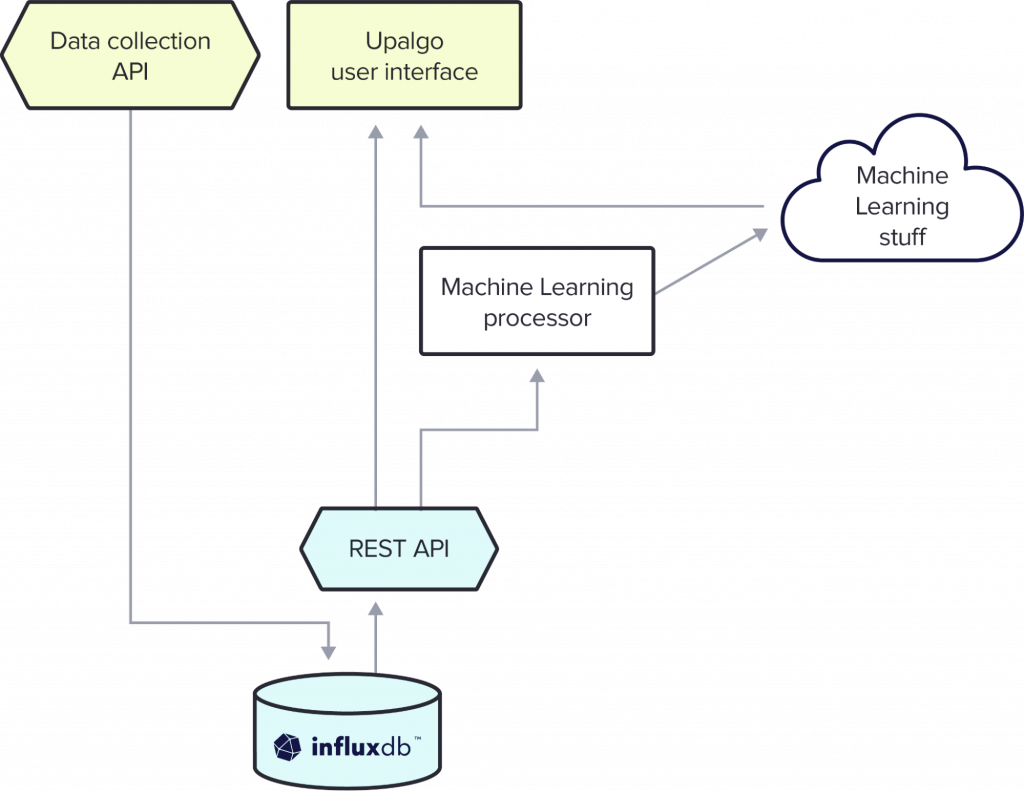 Data collection
API
Upalgo
user interface
Machine
Learning
stuff
Machine Learning
processor
REST API
influxdb™